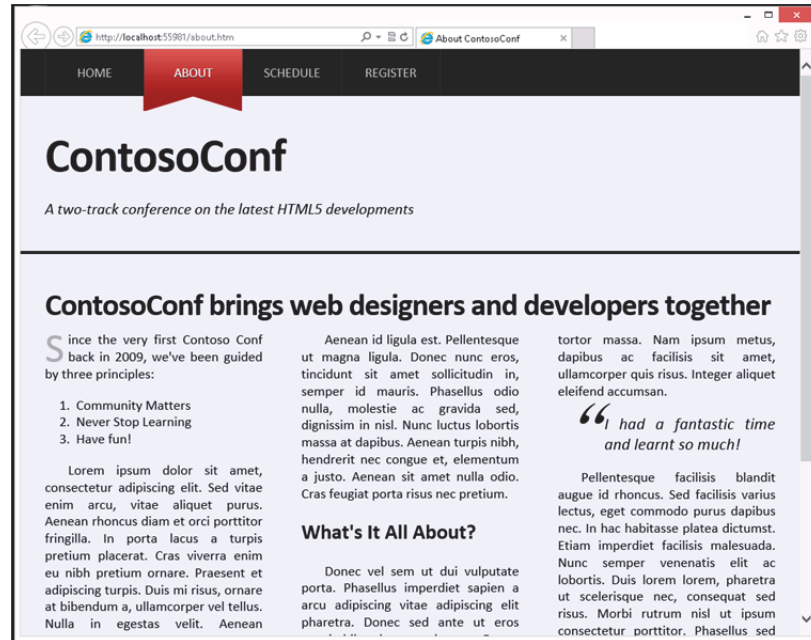 http://localhost:55981/about.htm
About ContosoConf
HOME
ABOUT
SCHEDULE
REGISTER
ContosoConf
A two-track conference on the latest HTML5 developments
ContosoConf brings web designers and developers together
Since the very first Contoso Conf
back in 2009, we've been guided
by three principles:
1. Community Matters
2. Never Stop Learning
3. Have fun!
Lorem ipsum dolor sit amet,
consectetur adipiscing elit. Sed vitae
enim arcu, vitae aliquet purus.
Aenean rhoncus diam et orci porttitor
fringilla. In porta lacus a turpis
pretium placerat. Cras viverra enim
eu nibh pretium ornare. Praesent et
adipiscing turpis. Duis mi risus, ornare
at bibendum a, ullamcorper vel tellus.
Nulla in egestas velit. Aenean
Aenean id ligula est. Pellentesque
ut magna ligula. Donec nunc eros,
tincidunt sit amet sollicitudin in,
semper id mauris. Phasellus odio
nulla, molestie ac gravida sed,
dignissim in nisl. Nunc luctus lobortis
massa at dapibus. Aenean turpis nibh,
hendrerit nec congue et, elementum
a justo. Aenean sit amet nulla odio.
Cras feugiat porta risus nec pretium.
What's It All About?
Donec vel sem ut dui vulputate
porta. Phasellus imperdiet sapien a
arcu adipiscing vitae adipiscing elit
pharetra. Donec sed ante ut eros
tortor massa. Nam ipsum metus,
dapibus ac facilisis sit amet,
ullamcorper quis risus. Integer aliquet
eleifend accumsan.
“I had a fantastic time
and learnt so much!
Pellentesque facilisis blandit
augue id rhoncus. Sed facilisis varius
lectus, eget commodo purus dapibus
nec. In hac habitasse platea dictumst.
Etiam imperdiet facilisis malesuada.
Nunc semper venenatis elit ac
lobortis. Duis lorem lorem, pharetra
ut scelerisque nec, consequat sed
risus. Morbi rutrum nisl ut ipsum
consectetur porttitor. Phasellus sed